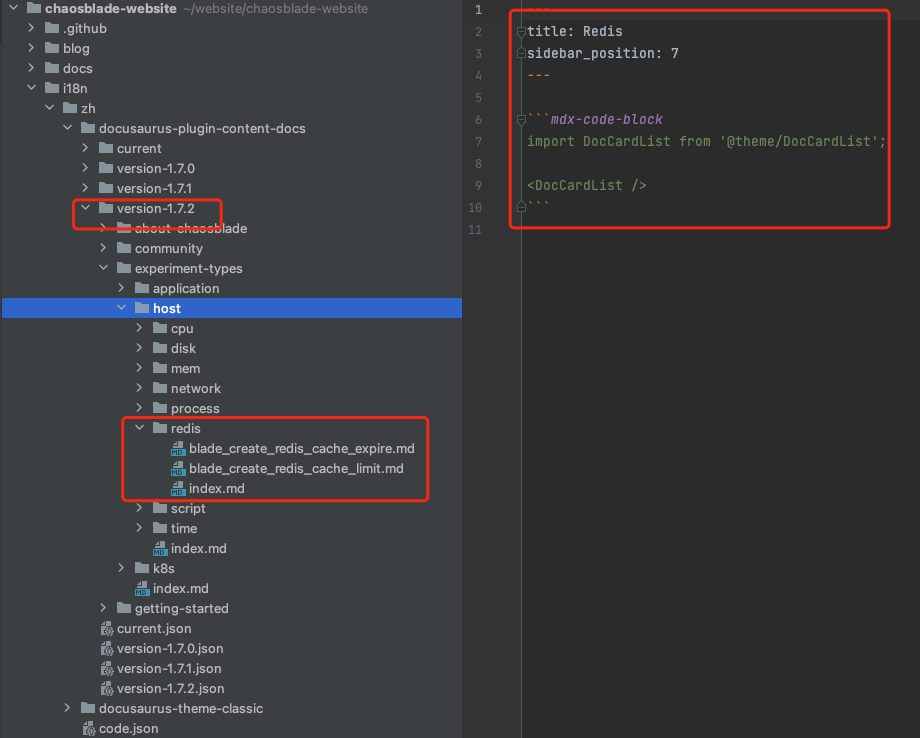 chaosblade-website ~/website/chaosblade-website
.github
blog
docs
i18n
zh
docusaurus-plugin-content-docs
current
version-1.7.0
version-1.7.1
version-1.7.2
about-chaosblade
community
experiment-types
application
host
cpu
disk
mem
network
process
redis
MD blade_create_redis_cache_expire.md
MD blade_create_redis_cache_limit.md
MD index.md
script
time
MD index.md
k8s
MD index.md
getting-started
current.json
version-1.7.0.json
version-1.7.1.json
version-1.7.2.json
docusaurus-theme-classic
code.json
1 ---
2 title: Redis
3 sidebar_position: 7
4 ---
5
6 ```mdx-code-block
7 import DocCardList from '@theme/DocCardList';
8
9 <DocCardList />
10 ```
11